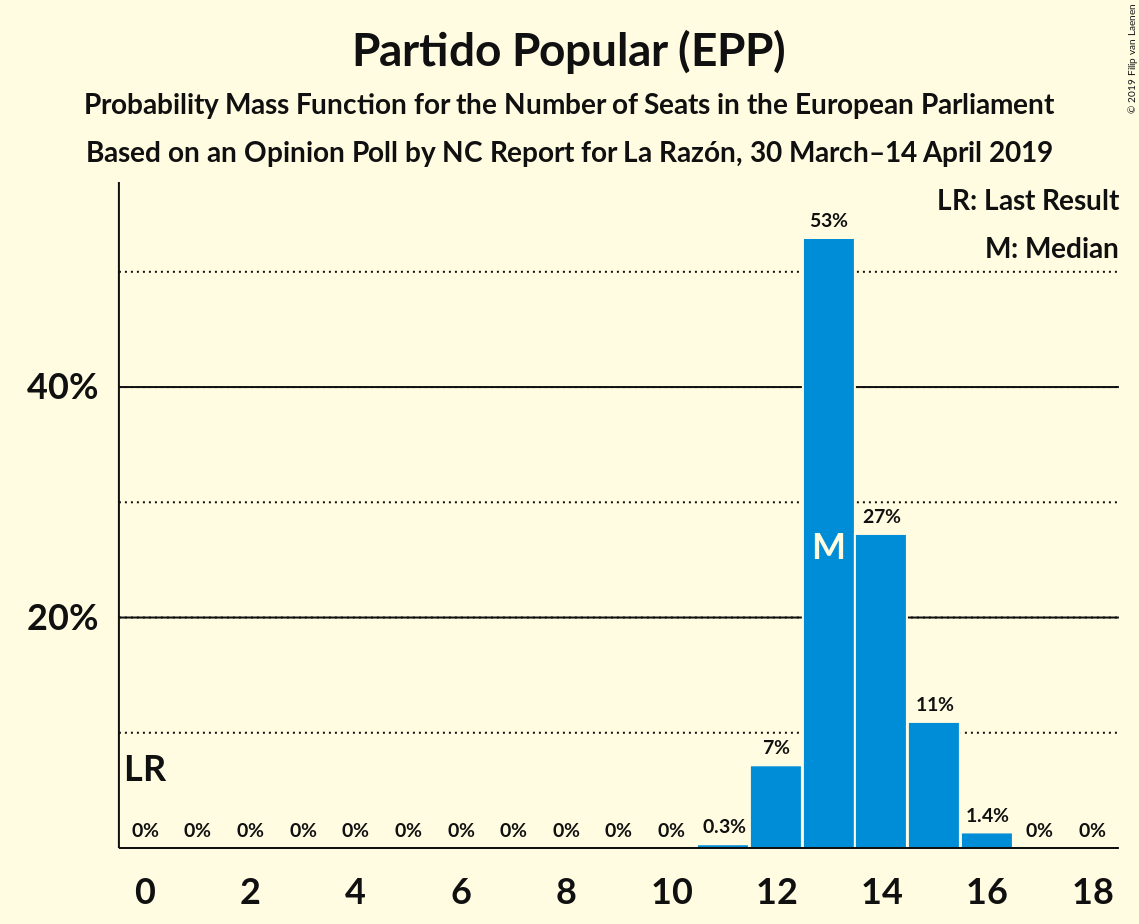 Partido Popular (EPP)
Probability Mass Function for the Number of Seats in the European Parliament
Based on an Opinion Poll by NC Report for La Razón, 30 March–14 April 2019
© 2019 Filip van Laenen
LR: Last Result
M: Median
53%
40%
27%
M
20%
11%
7%
LR
1.4%
0% 0% 0% 0% 0% 0% 0% 0% 0% 0% 0% 0.3% 0% 0%
0 2 4 6 8 10 12 14 16 18